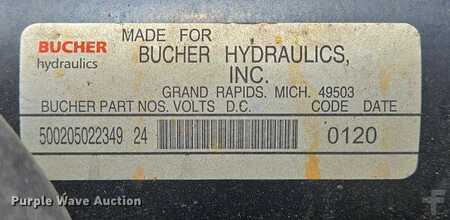 MADE FOR
BUCHER
hydraulics
BUCHER HYDRAULICS,
INC.
GRAND RAPIDS, MICH. 49503
BUCHER PART NOS. VOLTS D.C. CODE DATE
500205022349 24 0120
Purple Wave Auction